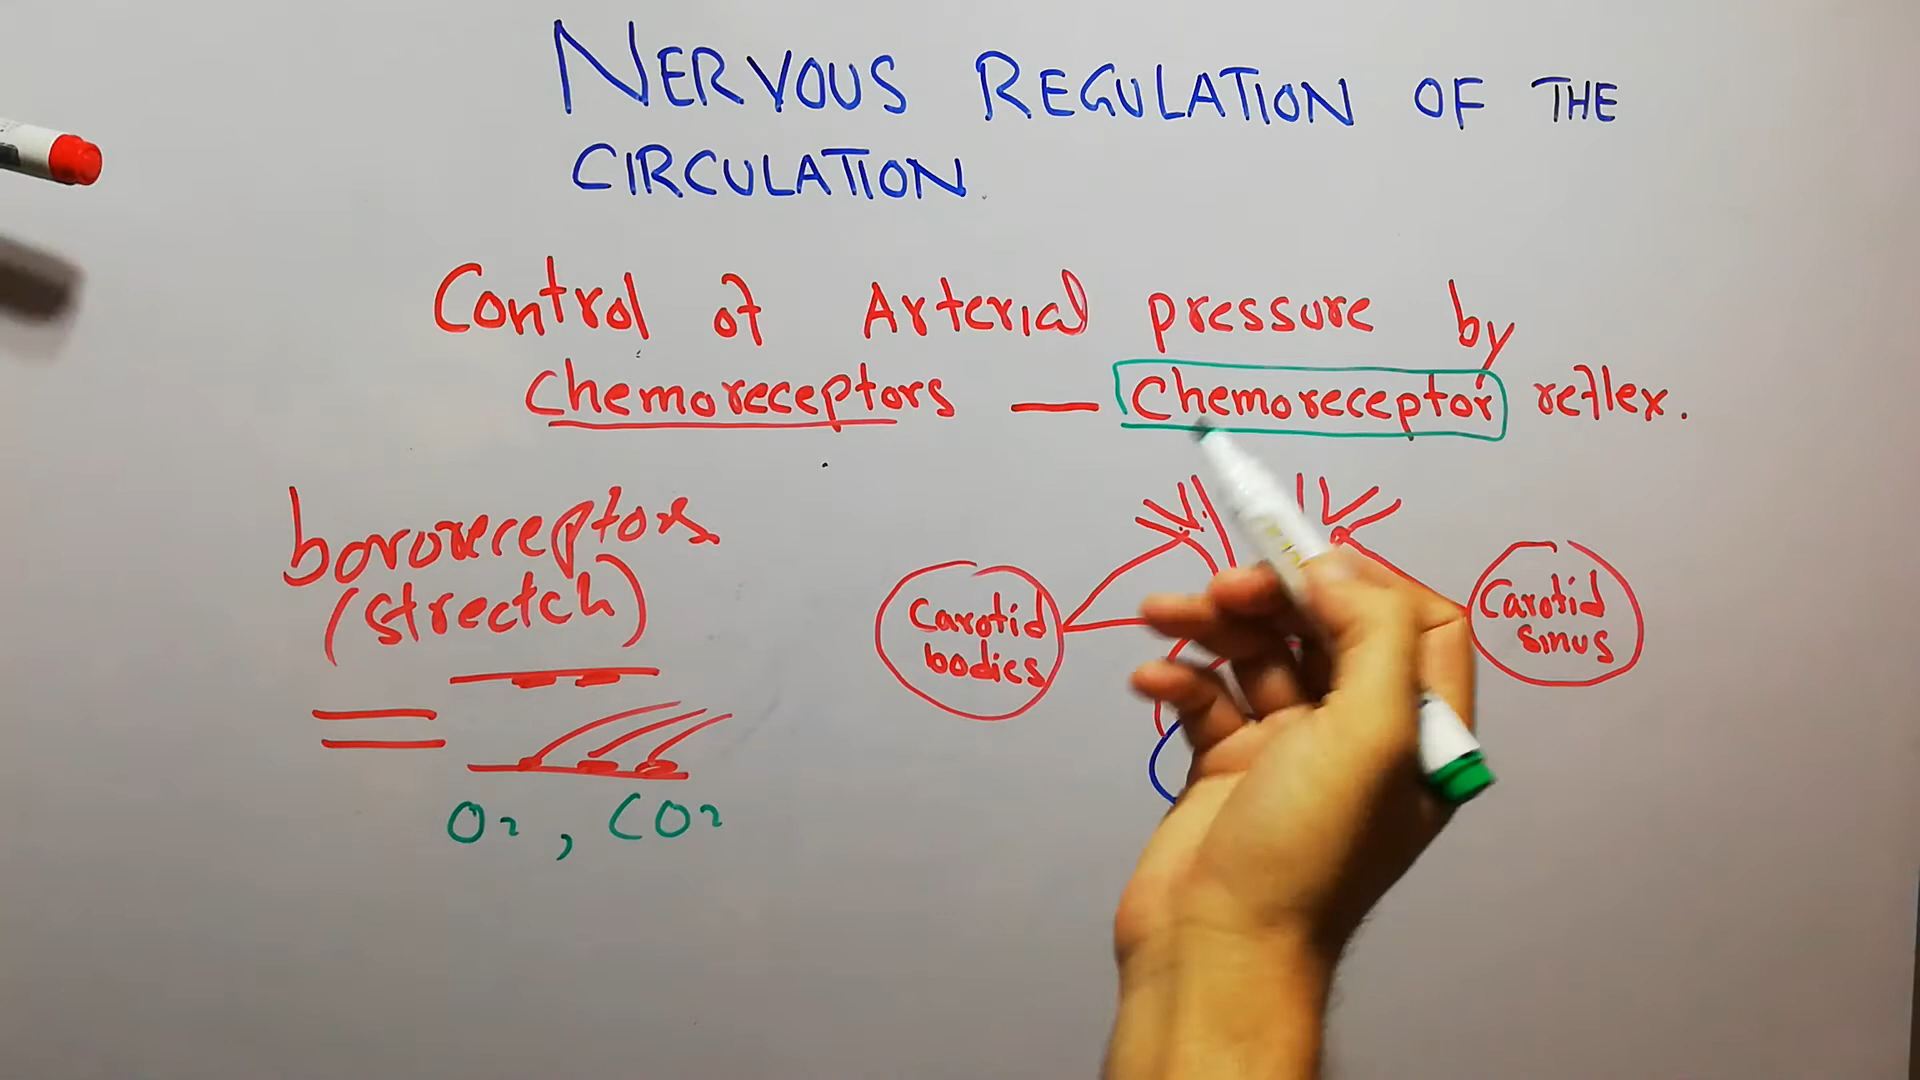 NERVOUS REGULATION OF THE
CIRCULATION
Control of Arterial pressure by
Chemoreceptors — Chemoreceptor reflex.
bororeceptors
(stretch)
O2, CO2
Carotid
bodies
Carotid
sinus